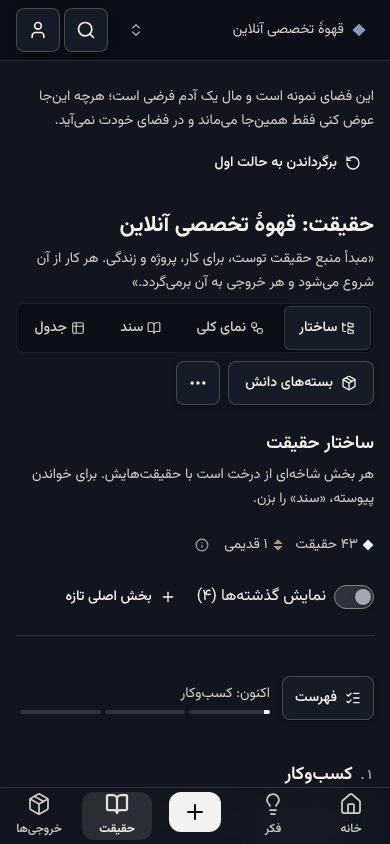 قهوهٔ تخصصی آنلاین
این فضای نمونه است و مال یک آدم فرضی است؛ هرچه این‌جا
عوض کنی فقط همین‌جا می‌ماند و در فضای خودت نمی‌آید.
برگرداندن به حالت اول
حقیقت: قهوهٔ تخصصی آنلاین
«مبدأ منبع حقیقت توست، برای کار، پروژه و زندگی. هر کار از آن
شروع می‌شود و هر خروجی به آن برمی‌گردد.»
ساختار
نمای کلی
سند
جدول
بسته‌های دانش
ساختار حقیقت
هر بخش شاخه‌ای از درخت است با حقیقت‌هایش. برای خواندن
پیوسته، «سند» را بزن.
۴۳ حقیقت
۱ قدیمی
نمایش گذشته‌ها (۴)
بخش اصلی تازه
فهرست
اکنون: کسب‌وکار
۱. کسب‌وکار
خانه
فکر
حقیقت
خروجی‌ها